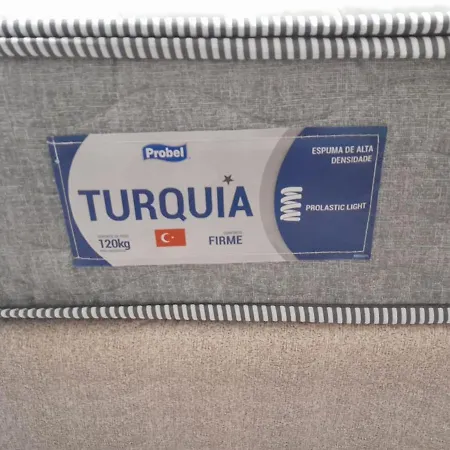 Probel
TURQUIA
120kg
FIRME
ESPUMA DE ALTA
DENSIDADE
PROLASTIC LIGHT